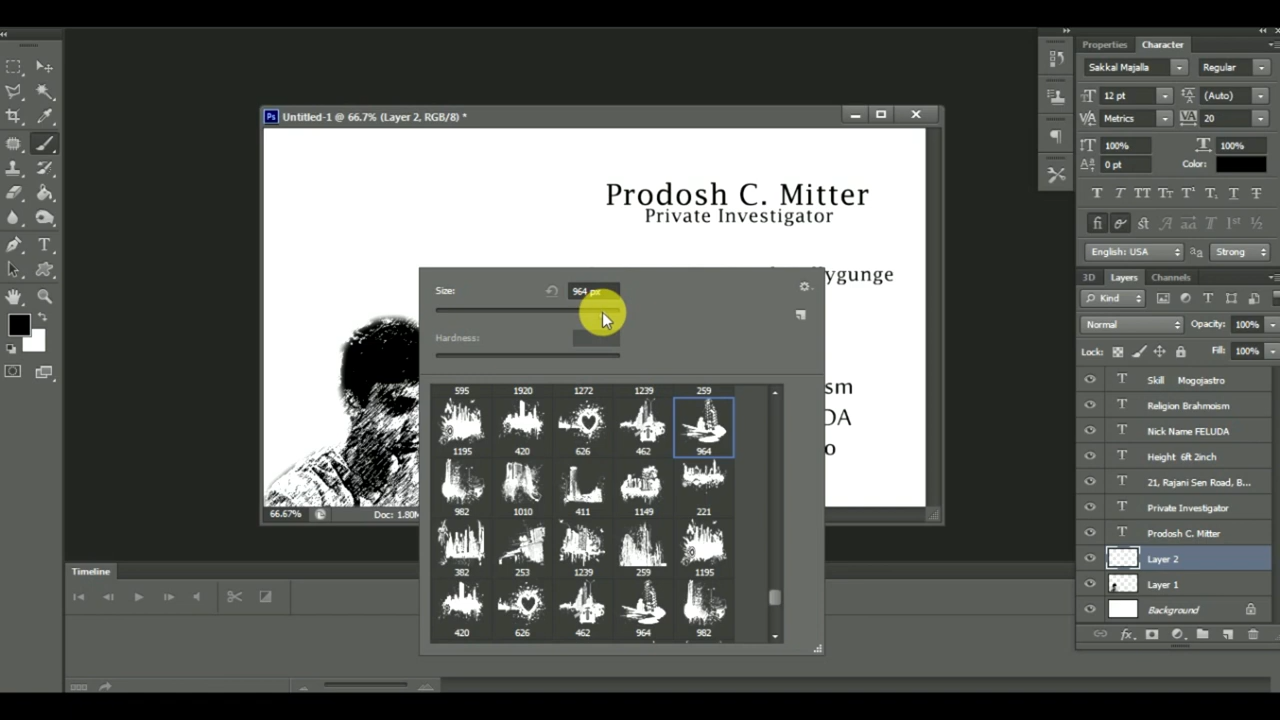 Properties Character
Sakkal Majalla Regular
12 pt (Auto)
Metrics 20
100% 100%
0 pt Color:
English: USA Strong
3D Layers Channels
Kind
Normal Opacity: 100%
Lock: Fill: 100%
Skill Mogojastro
Religion Brahmoism
Nick Name FELUDA
Height 6ft 2inch
21, Rajani Sen Road, B...
Private Investigator
Prodosh C. Mitter
Layer 2
Layer 1
Background
Untitled-1 @ 66.7% (Layer 2, RGB/8) *
Prodosh C. Mitter
Private Investigator
ygunge
sm
DA
o
Size: 964 px
Hardness:
595 1920 1272 1239 259
1195 420 626 462 964
982 1010 411 1149 221
382 253 1239 259 1195
420 626 462 964 982
66.67% Doc: 1.80M
Timeline